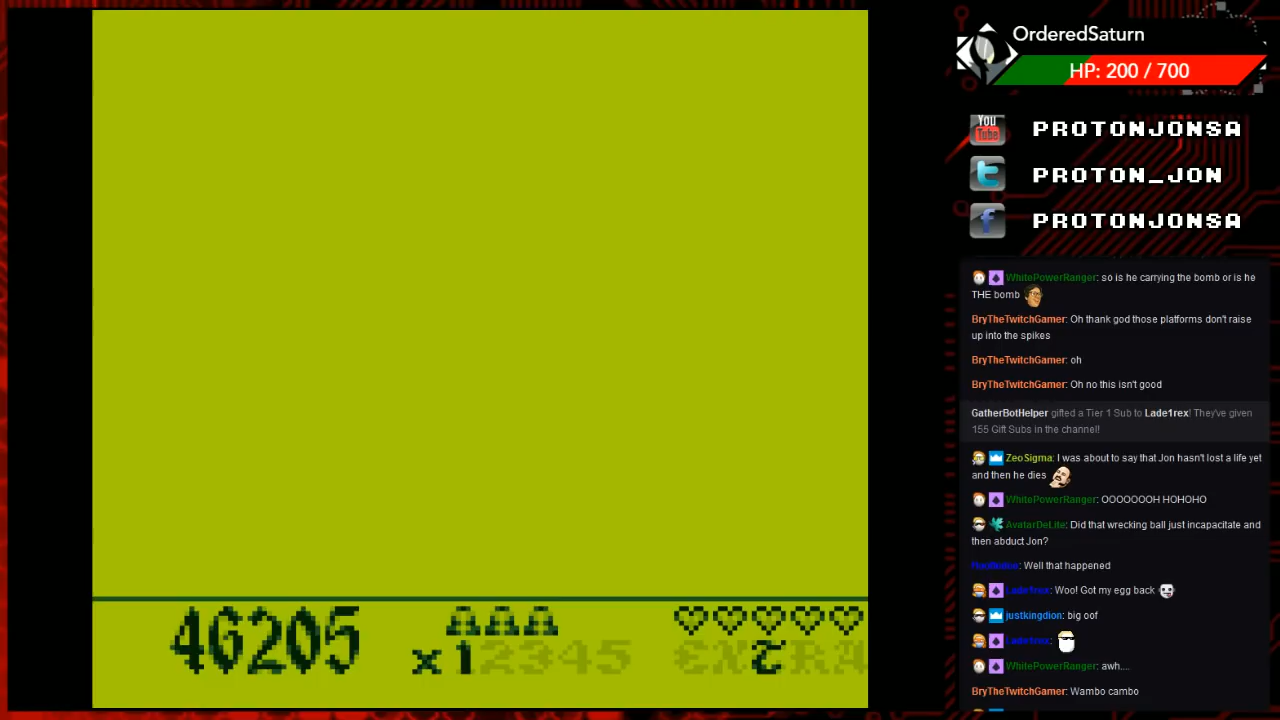 OrderedSaturn
HP: 200 / 700
You
Tube
PROTONJONSA
PROTON_JON
PROTONJONSA
WhitePowerRanger: so is he carrying the bomb or is he
THE bomb
BryTheTwitchGamer: Oh thank god those platforms don't raise
up into the spikes
BryTheTwitchGamer: oh
BryTheTwitchGamer: Oh no this isn't good
GatherBotHelper gifted a Tier 1 Sub to Lade1rex! They've given
155 Gift Subs in the channel!
ZeoSigma: I was about to say that Jon hasn't lost a life yet
and then he dies
WhitePowerRanger: OOOOOOOH HOHOHO
AvatarDeLite: Did that wrecking ball just incapacitate and
then abduct Jon?
: Well that happened
Lade1rex: Woo! Got my egg back
justkingdion: big oof
Lade1rex:
WhitePowerRanger: awh....
BryTheTwitchGamer: Wambo cambo
46205
x12345 EXTRA